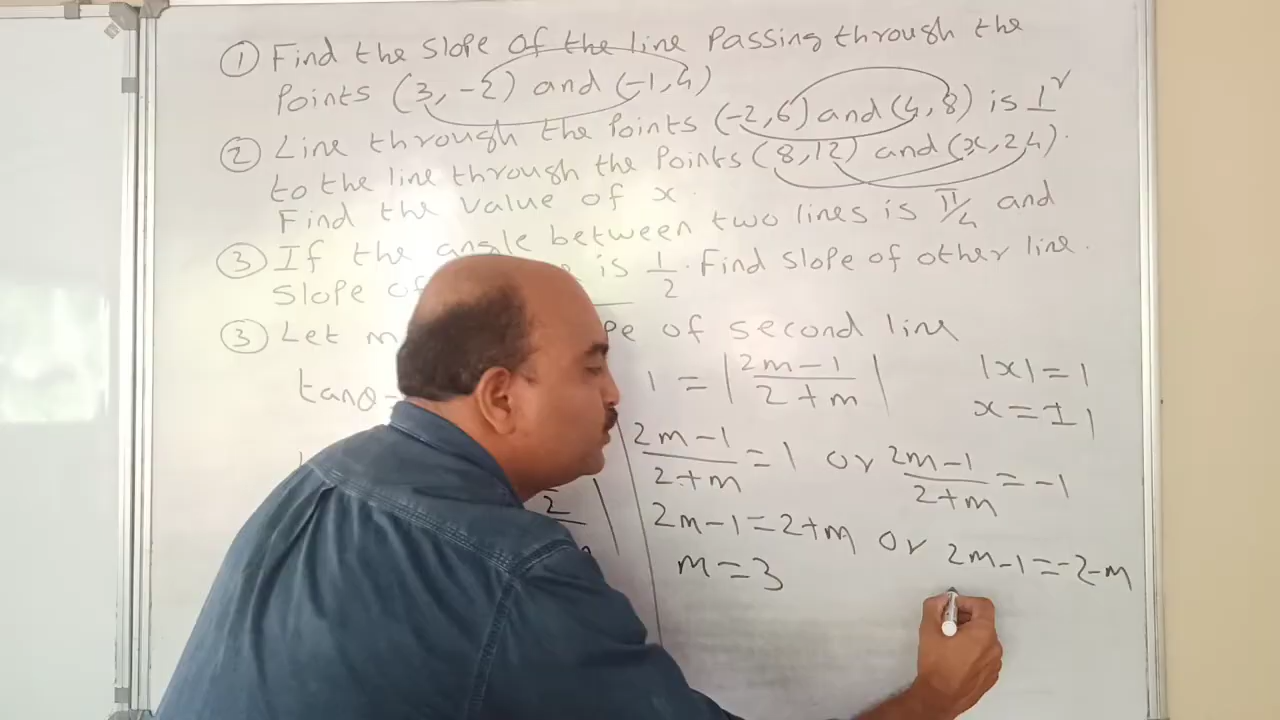 ① Find the slope of the line passing through the
points (3, -2) and (-1, 4)
② Line through the points (-2, 6) and (4, 8) is ⊥r
to the line through the points (8, 12) and (x, 24).
Find the value of x.
③ If the angle between two lines is π/4 and
slope of is 1/2. Find slope of other line.
③ Let m of second line
tanθ
1 = |2m-1/2+m|
|x| = 1
x = ±1
2m-1/2+m = 1 or 2m-1/2+m = -1
2m-1 = 2+m or 2m-1 = -2-m
m = 3